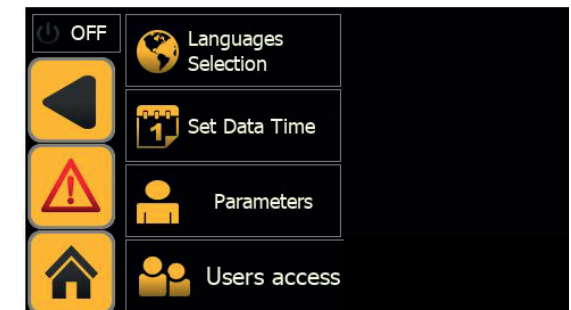 OFF
Languages
Selection
1
Set Data Time
Parameters
Users access